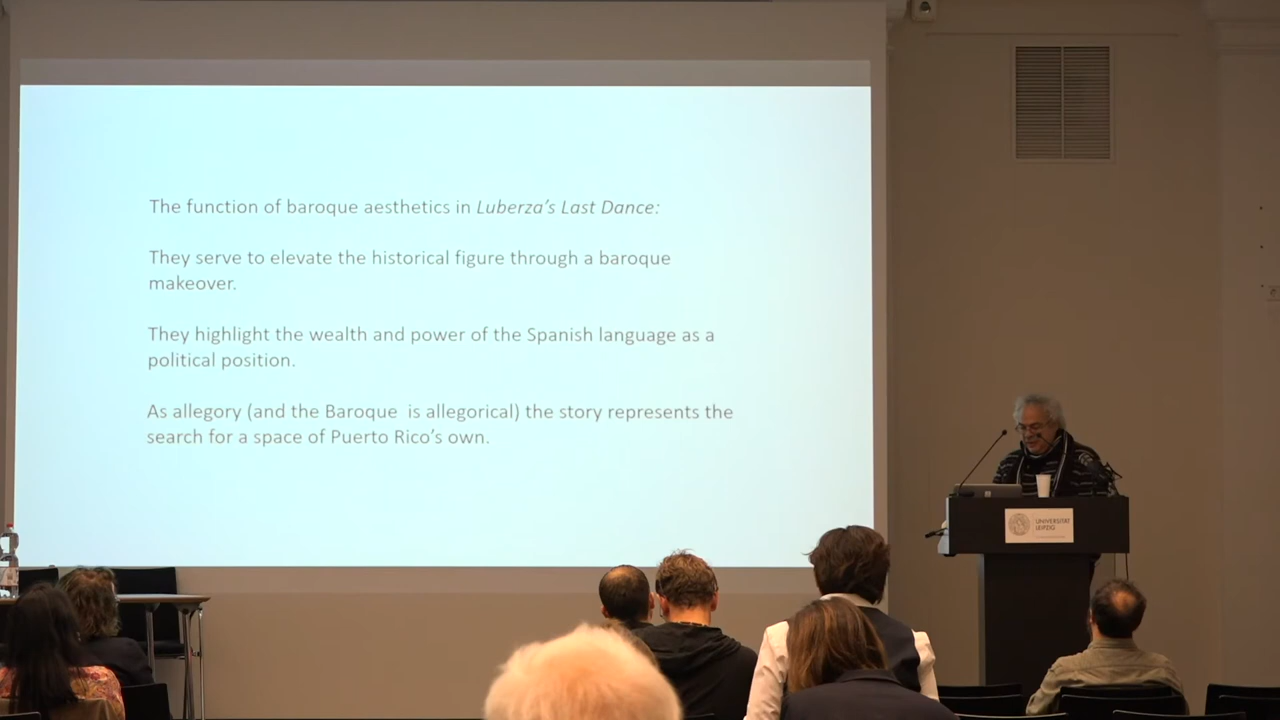 The function of baroque aesthetics in Luberza's Last Dance:
They serve to elevate the historical figure through a baroque
makeover.
They highlight the wealth and power of the Spanish language as a
political position.
As allegory (and the Baroque  is allegorical) the story represents the
search for a space of Puerto Rico's own.
UNIVERSITÄT
LEIPZIG